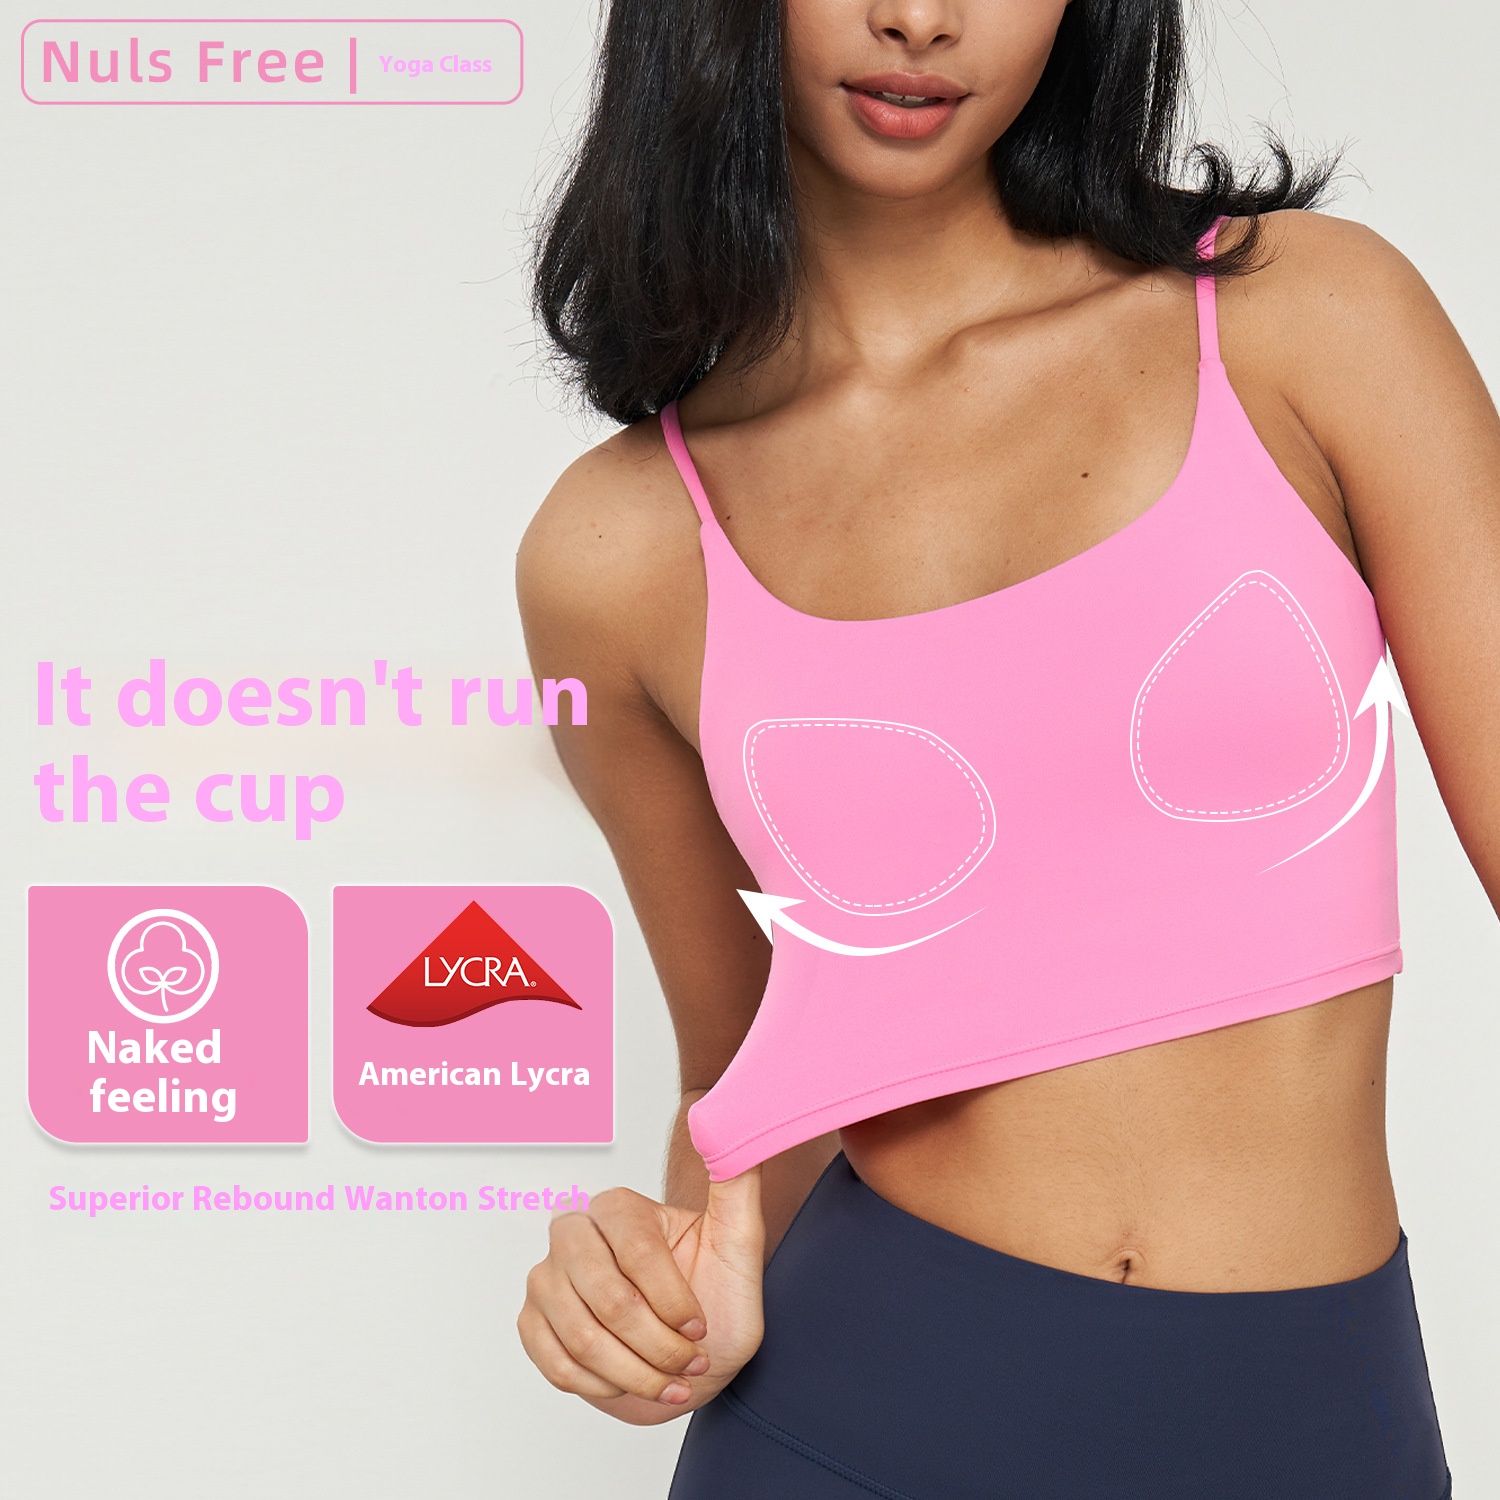 Nuls Free | Yoga Class
It doesn't run
the cup
Naked
feeling
LYCRA®
American Lycra
Superior Rebound Wanton Stretch